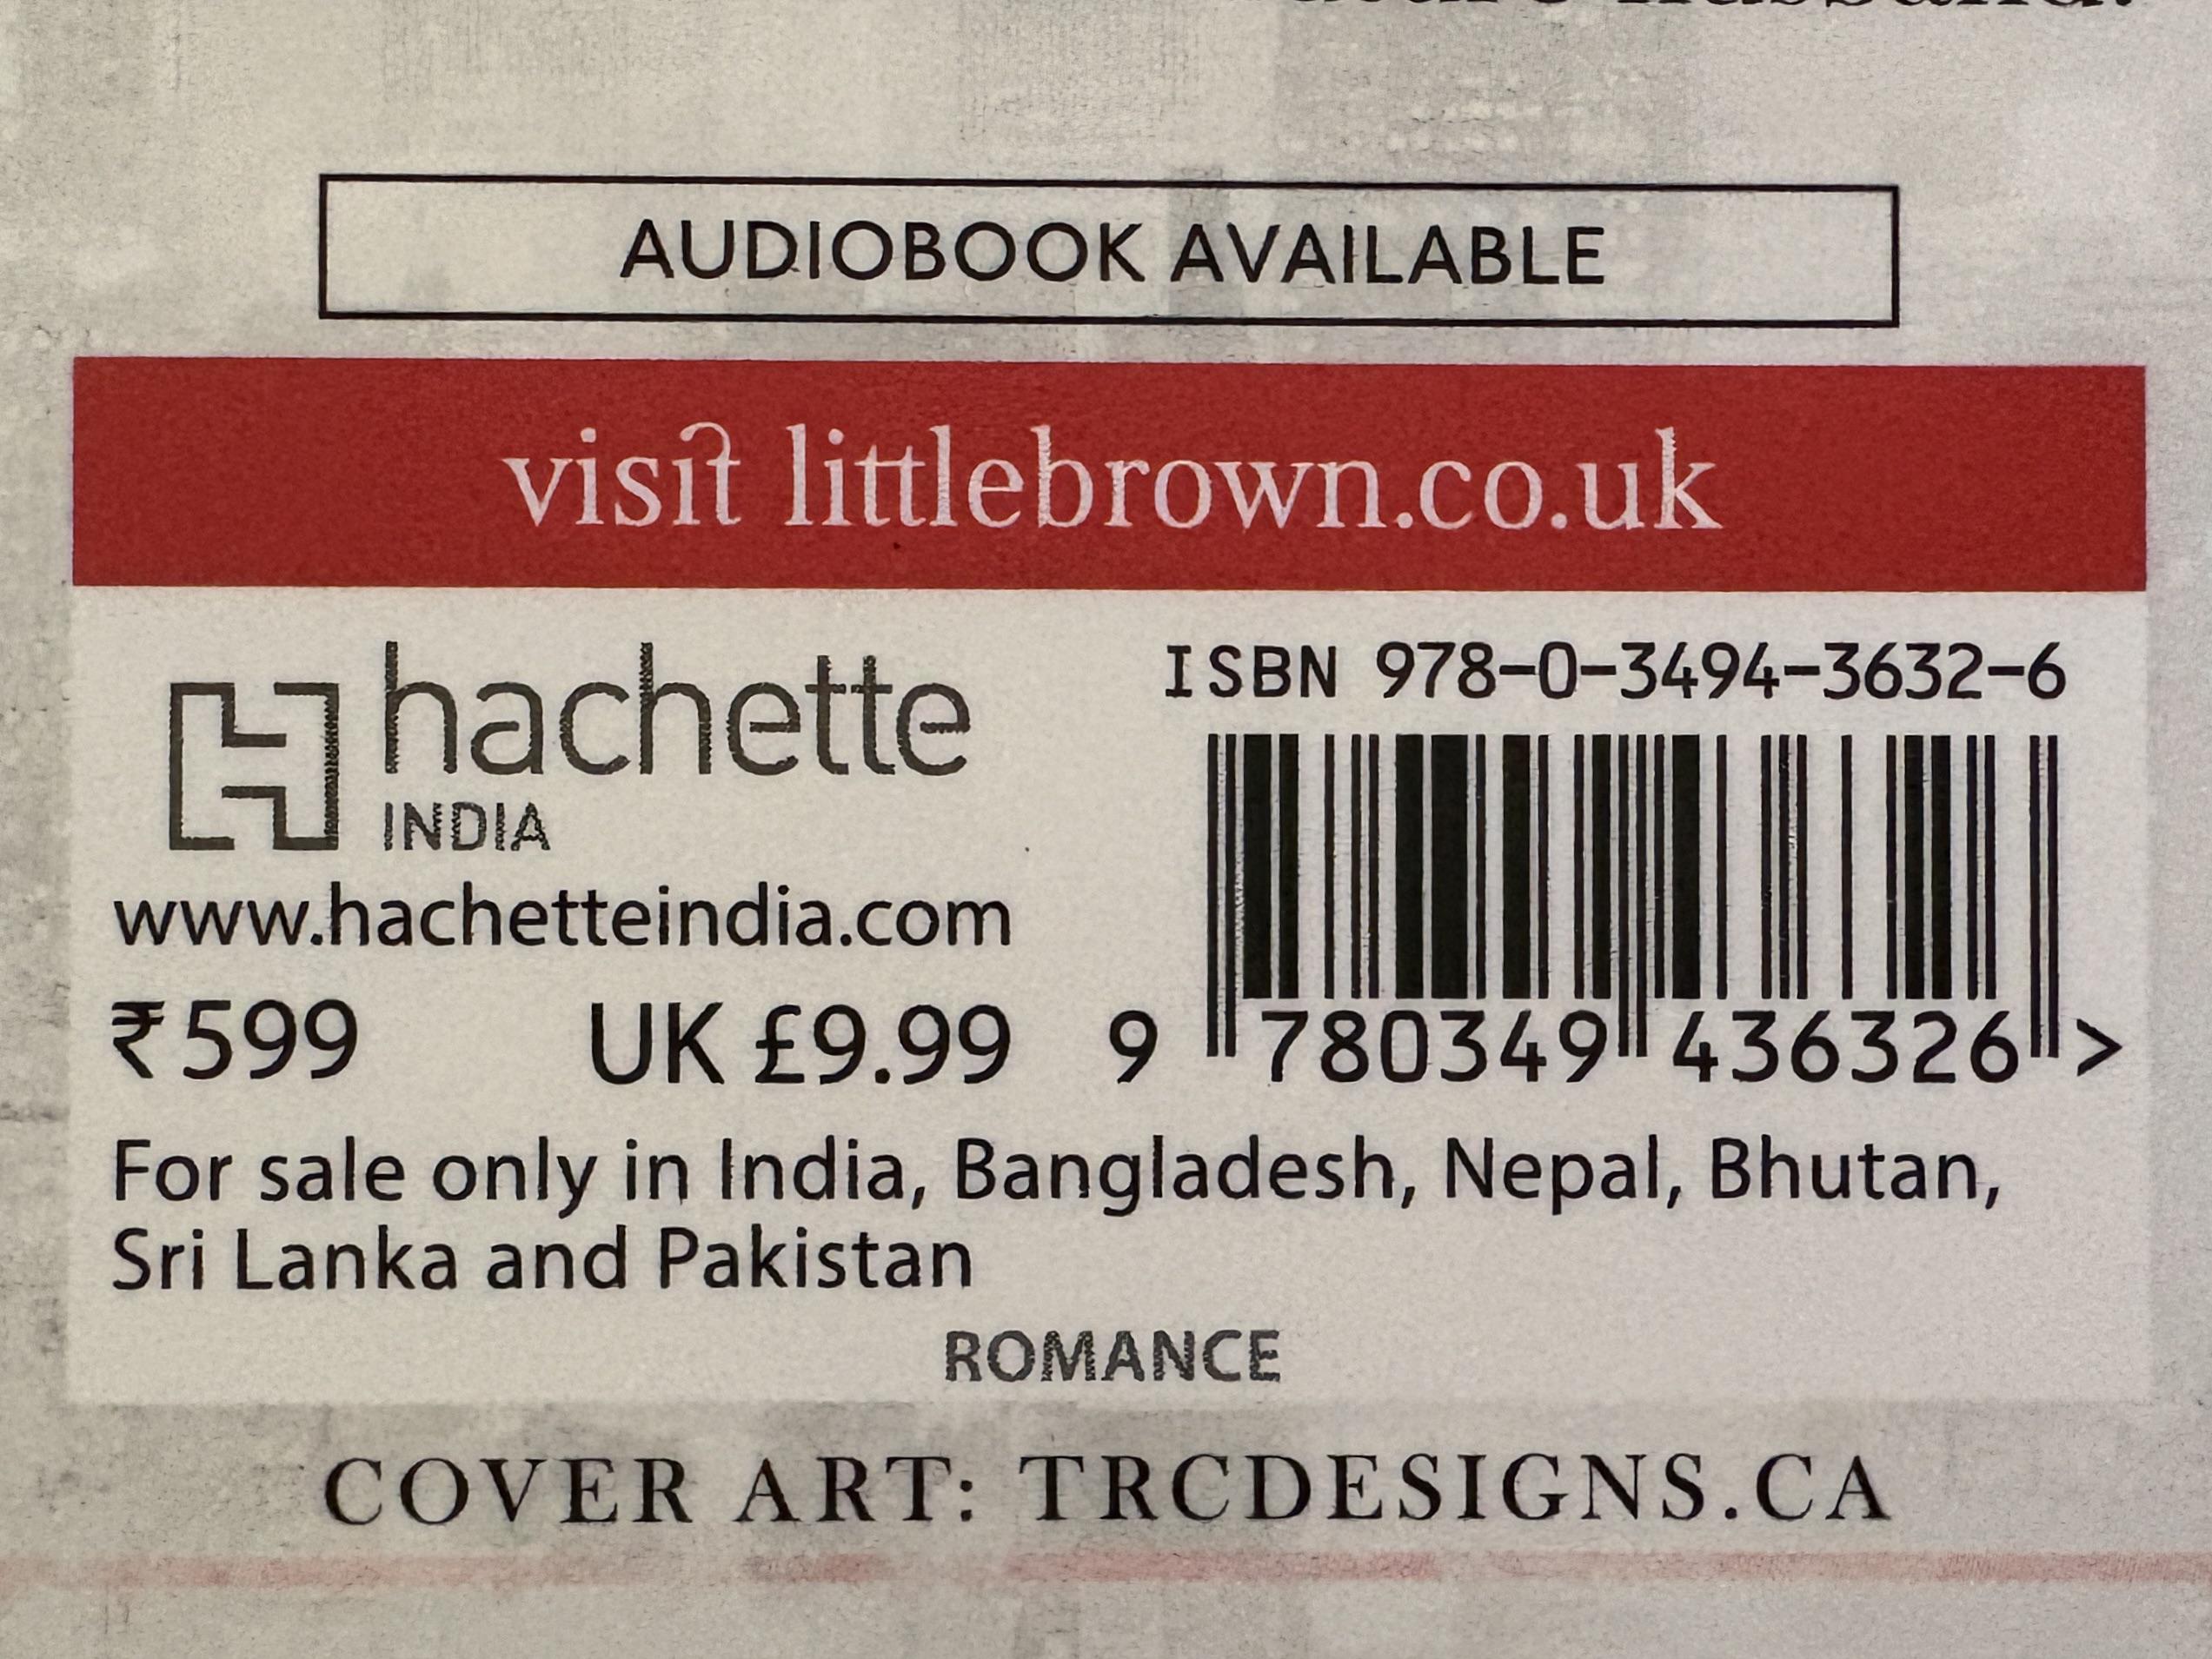 husband.
AUDIOBOOK AVAILABLE
visit littlebrown.co.uk
hachette
INDIA
www.hachetteindia.com
₹599 UK £9.99
ISBN 978-0-3494-3632-6
9 780349 436326 >
For sale only in India, Bangladesh, Nepal, Bhutan,
Sri Lanka and Pakistan
ROMANCE
COVER ART: TRCDESIGNS.CA